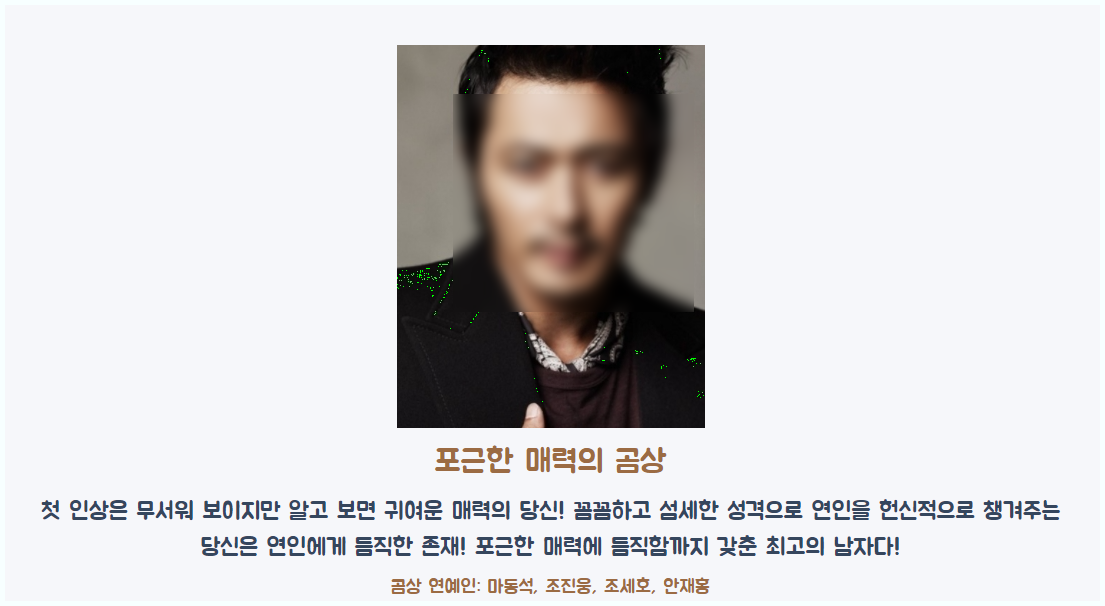 포근한 매력의 곰상
첫 인상은 무서워 보이지만 알고 보면 귀여운 매력의 당신! 꼼꼼하고 섬세한 성격으로 연인을 헌신적으로 챙겨주는
당신은 연인에게 듬직한 존재! 포근한 매력에 듬직함까지 갖춘 최고의 남자다!
곰상 연예인: 마동석, 조진웅, 조세호, 안재홍